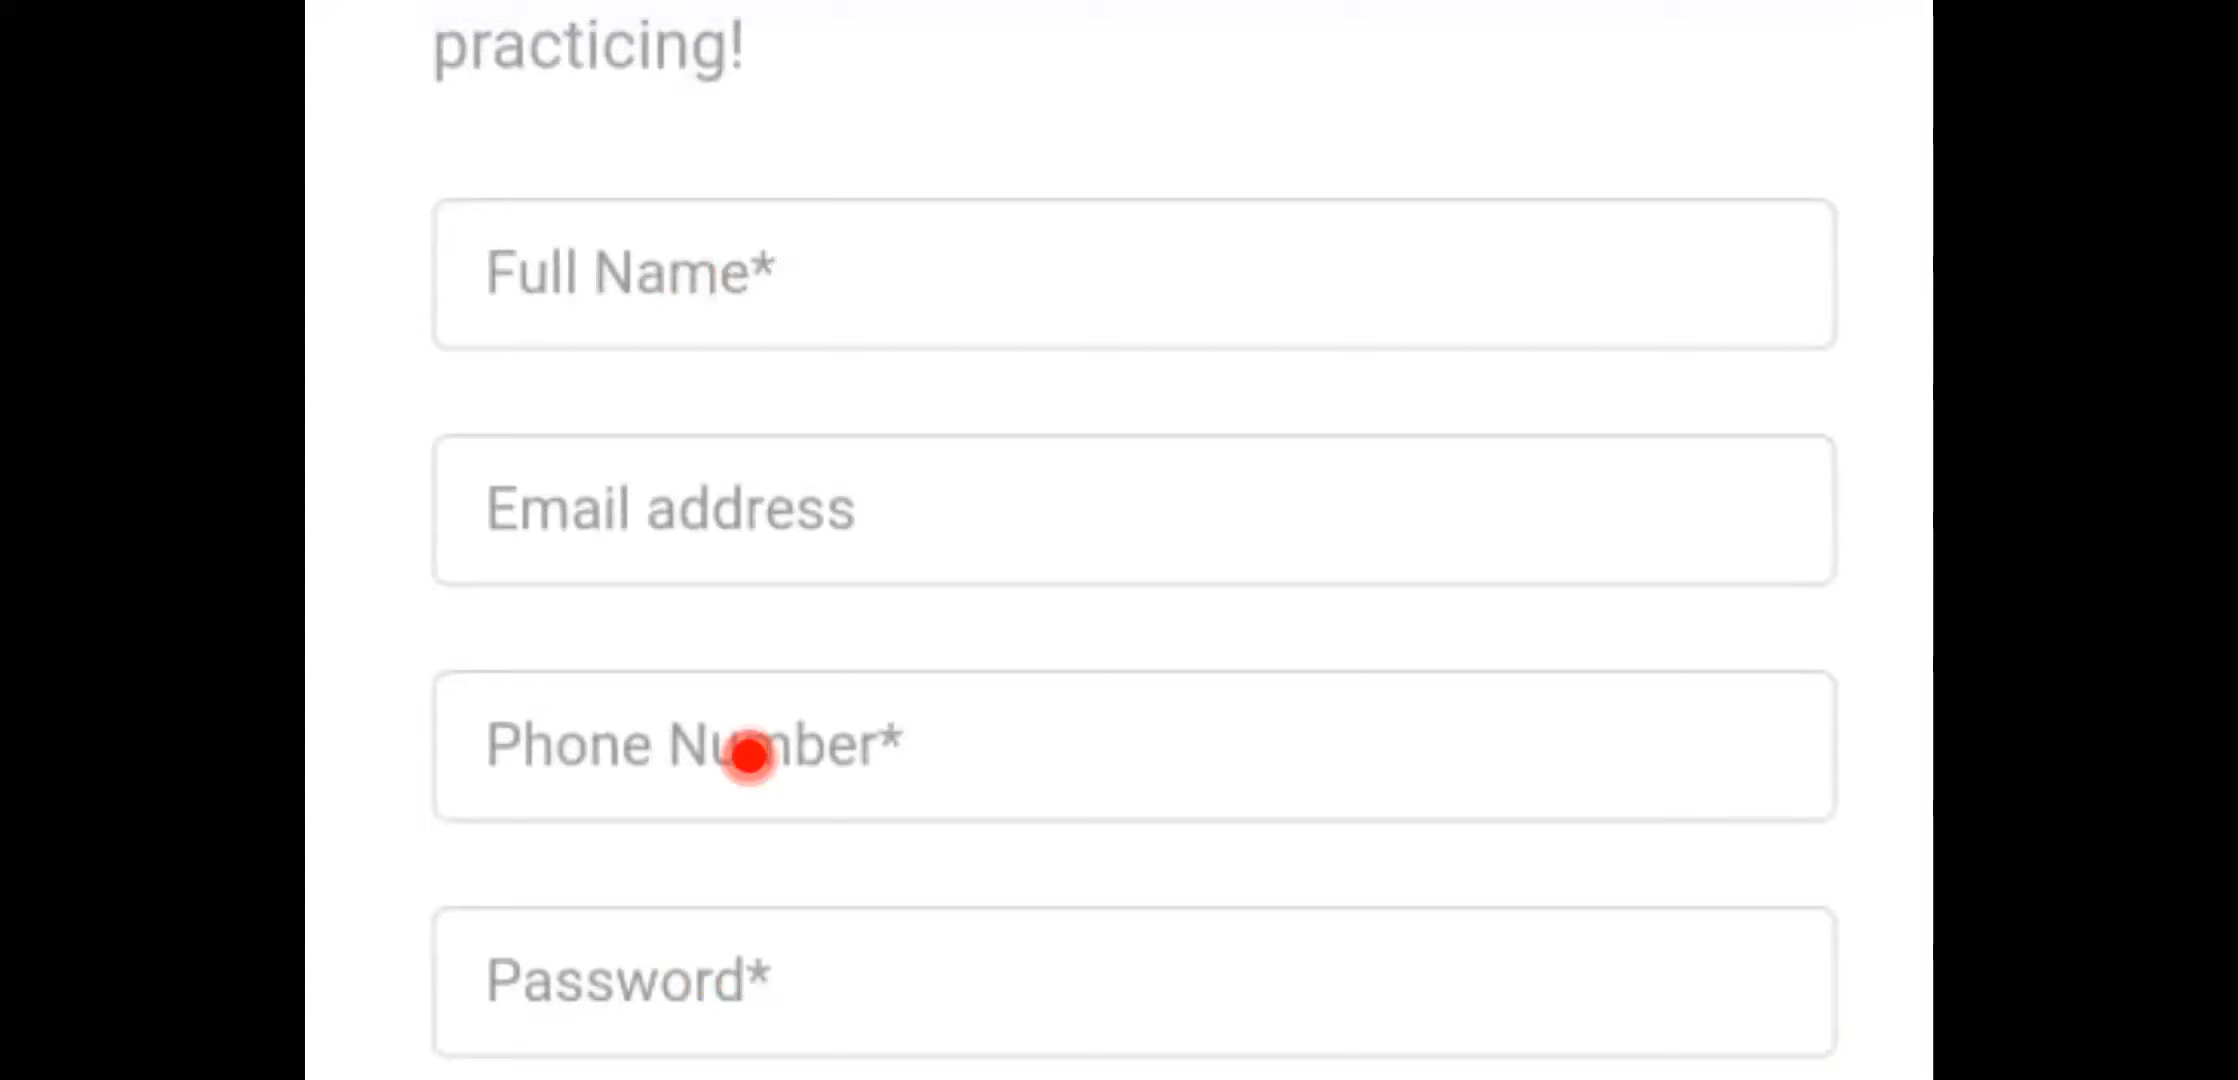 practicing!
Full Name*
Email address
Phone Number*
Password*